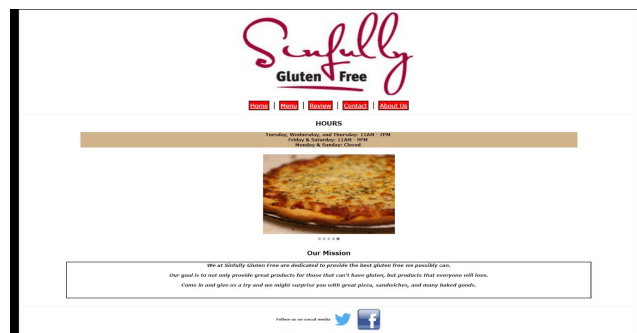 Sinfully
Gluten Free
Home | Menu | Review | Contact | About Us
HOURS
Tuesday, Wednesday, and Thursday: 11AM - 7PM
Friday & Saturday: 11AM - 9PM
Monday & Sunday: Closed
Our Mission
We at Sinfully Gluten Free are dedicated to provide the best gluten free we possibly can.
Our goal is to not only provide great products for those that can't have gluten, but products that everyone will love.
Come in and give us a try and we might surprise you with great pizza, sandwiches, and many baked goods.
Follow us on social media